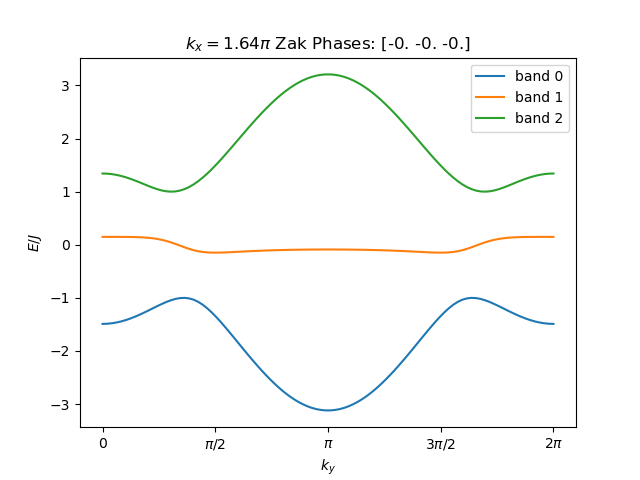 k_x = 1.64π Zak Phases: [-0. -0. -0.]
band 0
band 1
band 2
3
2
1
0
−1
−2
−3
E/J
0 π/2 π 3π/2 2π
k_y